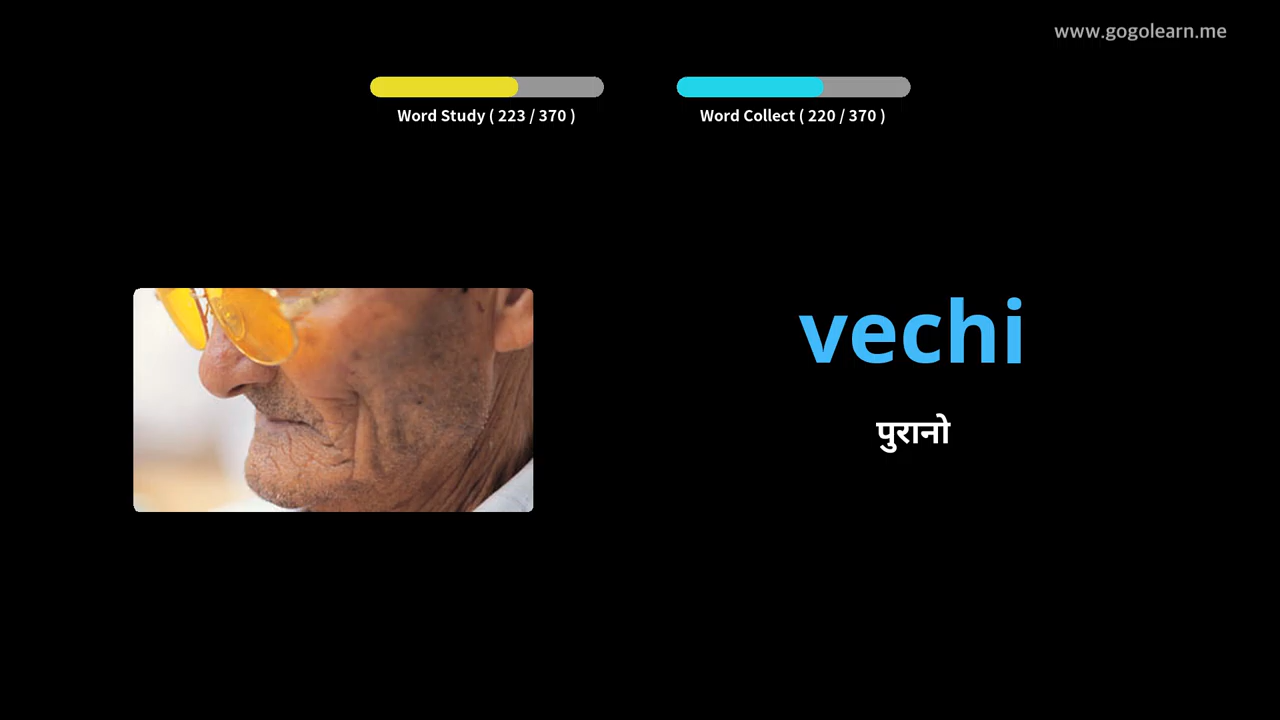 www.gogolearn.me
Word Study ( 223 / 370 )
Word Collect ( 220 / 370 )
vechi
पुरानो